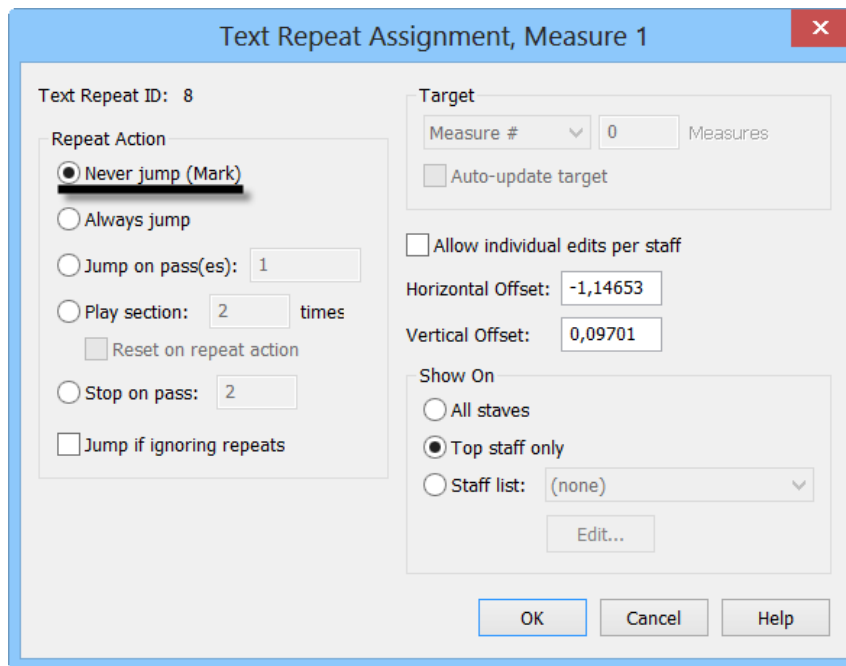 Text Repeat Assignment, Measure 1
Text Repeat ID: 8
Repeat Action
Never jump (Mark)
Always jump
Jump on pass(es): 1
Play section: 2 times
Reset on repeat action
Stop on pass: 2
Jump if ignoring repeats
Target
Measure # 0 Measures
Auto-update target
Allow individual edits per staff
Horizontal Offset: -1,14653
Vertical Offset: 0,09701
Show On
All staves
Top staff only
Staff list: (none)
Edit...
OK Cancel Help